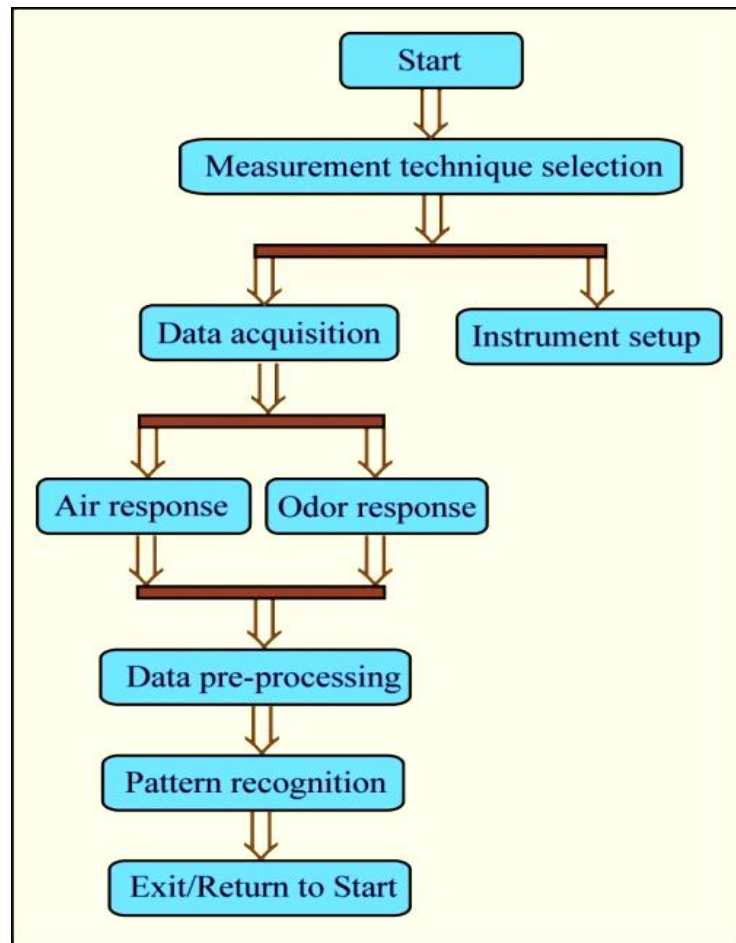 Start
Measurement technique selection
Data acquisition
Instrument setup
Air response
Odor response
Data pre-processing
Pattern recognition
Exit/Return to Start